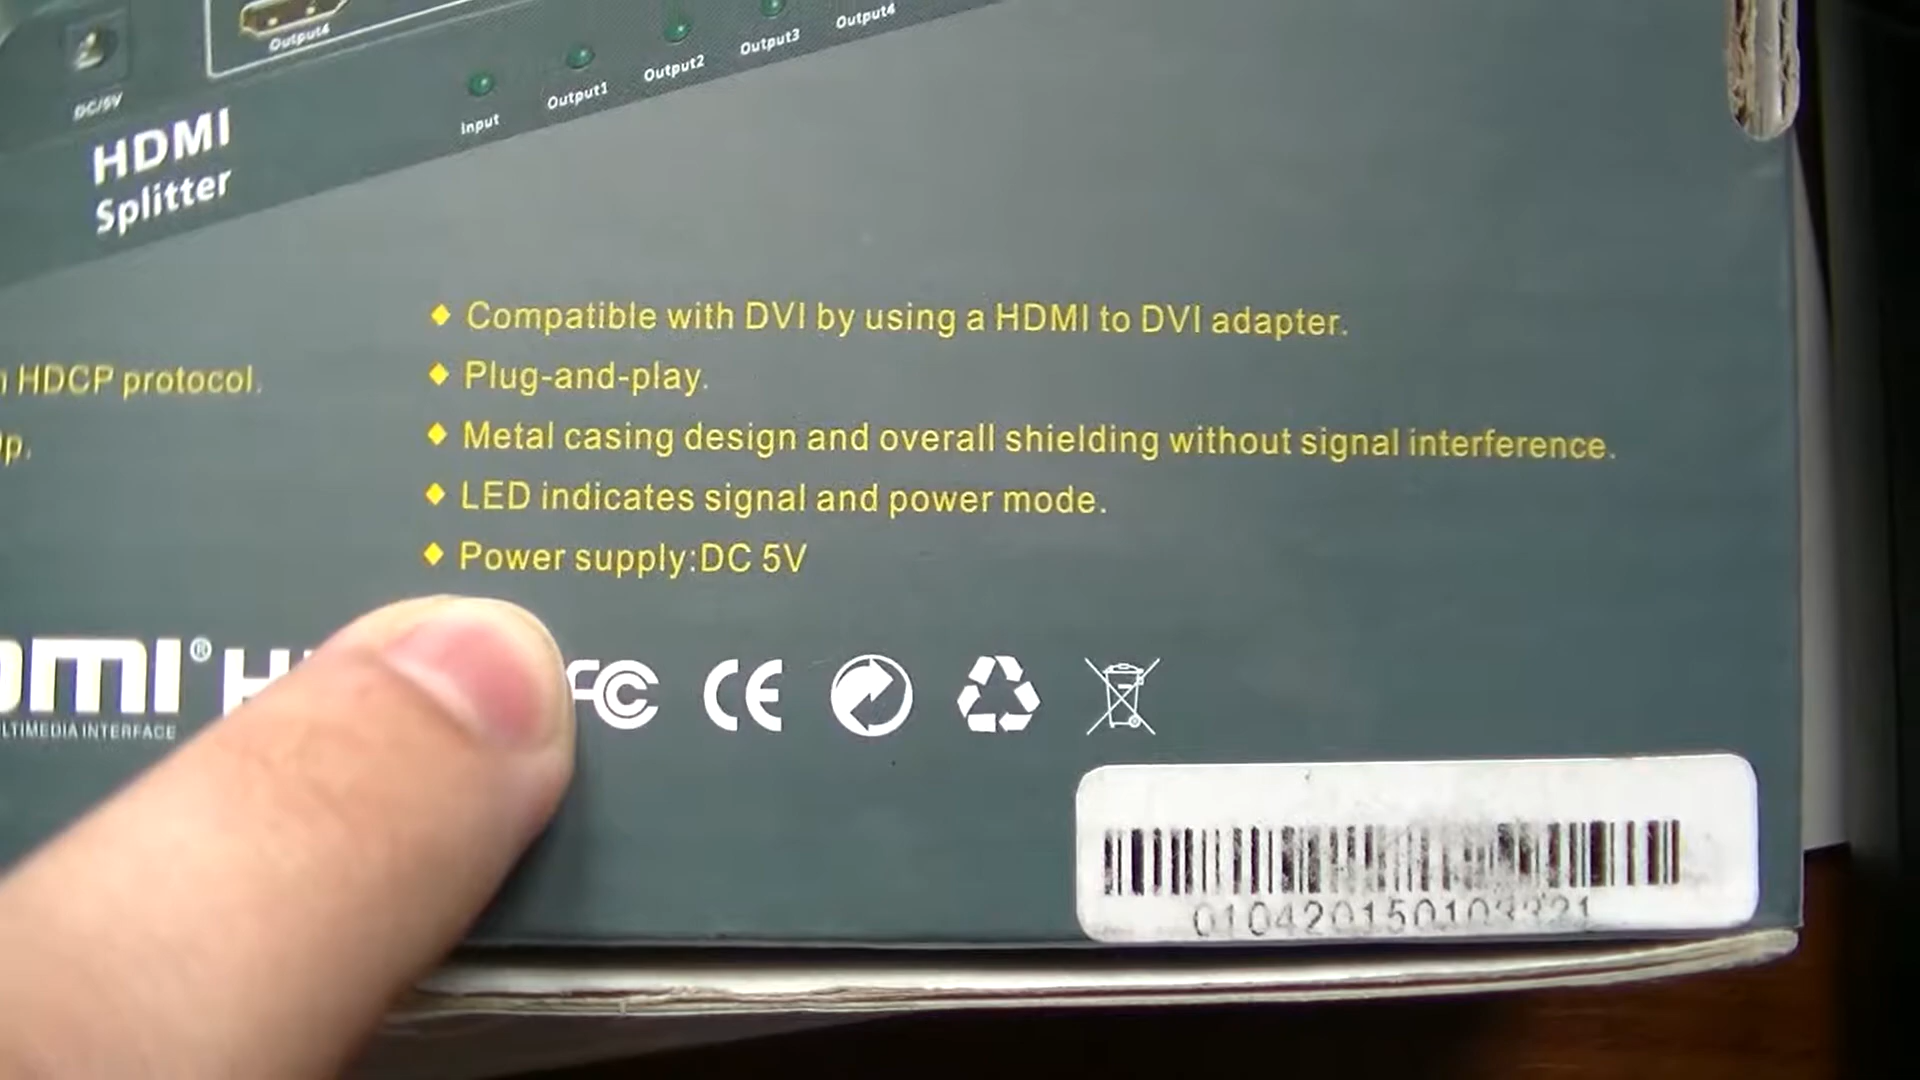 Output4
DC/5V
Input
Output1
Output2
Output3
Output4
HDMI
Splitter
HDCP protocol.
Compatible with DVI by using a HDMI to DVI adapter.
Plug-and-play.
Metal casing design and overall shielding without signal interference.
LED indicates signal and power mode.
Power supply:DC 5V
FC CE
INTERFACE